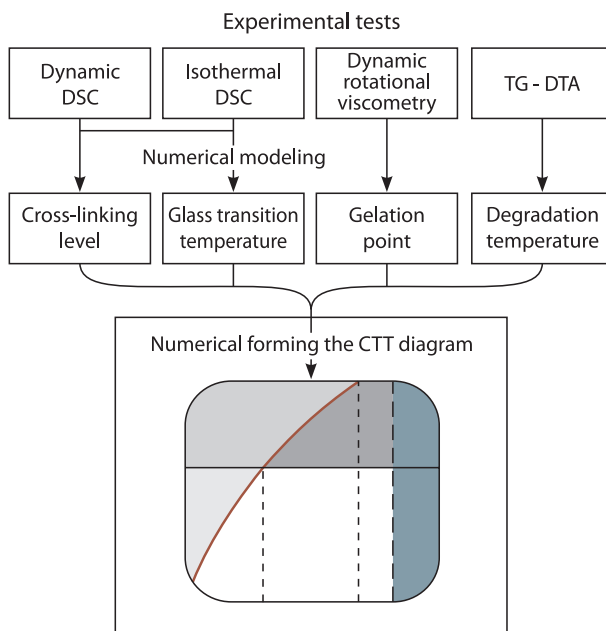 Experimental tests
Dynamic
DSC
Isothermal
DSC
Dynamic
rotational
viscometry
TG - DTA
Numerical modeling
Cross-linking
level
Glass transition
temperature
Gelation
point
Degradation
temperature
Numerical forming the CTT diagram